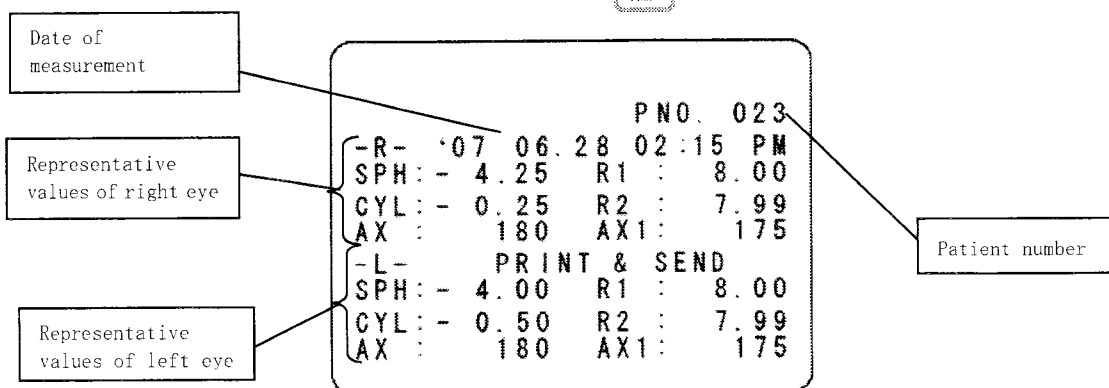 Date of
measurement
PNO. 023
-R- '07 06.28 02:15 PM
SPH:- 4.25 R1 : 8.00
CYL:- 0.25 R2 : 7.99
AX : 180 AX1: 175
-L- PRINT & SEND
SPH:- 4.00 R1 : 8.00
CYL:- 0.50 R2 : 7.99
AX : 180 AX1: 175
Representative
values of right eye
Patient number
Representative
values of left eye